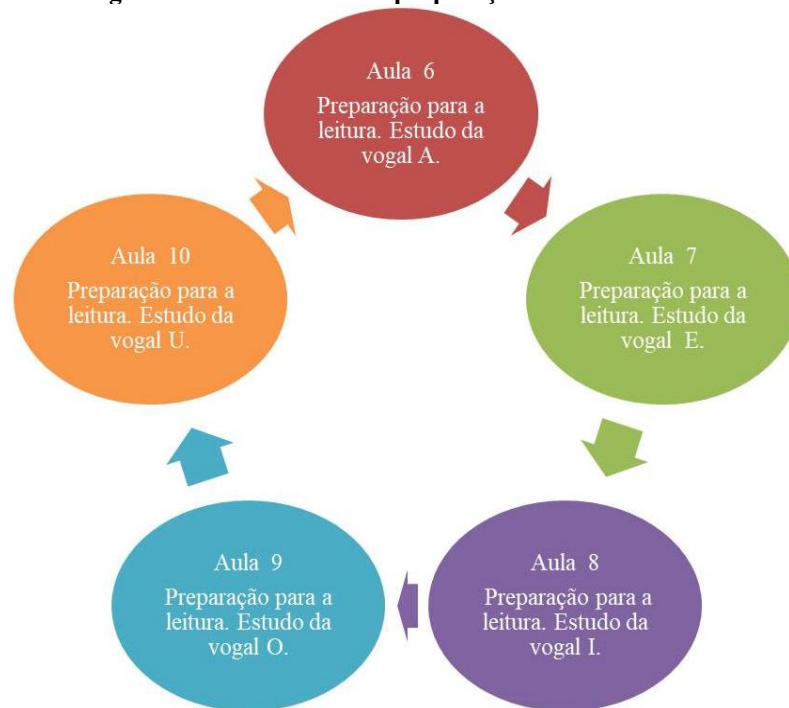 Aula 6
Preparação para a
leitura. Estudo da
vogal A.
Aula 7
Preparação para a
leitura. Estudo da
vogal E.
Aula 8
Preparação para a
leitura. Estudo da
vogal I.
Aula 9
Preparação para a
leitura. Estudo da
vogal O.
Aula 10
Preparação para a
leitura. Estudo da
vogal U.